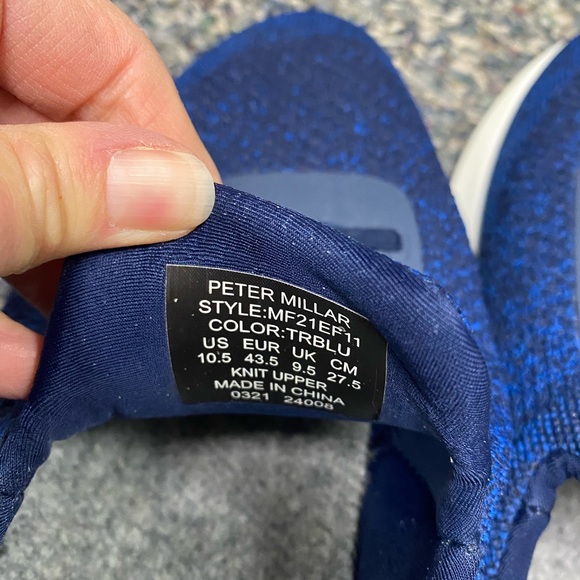 PETER MILLAR
STYLE:MF21EF11
COLOR:TRBLU
US EUR UK CM
10.5 43.5 9.5 27.5
KNIT UPPER
MADE IN CHINA
0321 24008